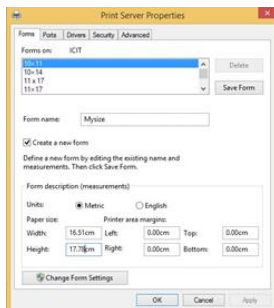 Print Server Properties
Forms Ports Drivers Security Advanced
Forms on: ICIT
10×11
10×14
11 x 17
11×17
Delete
Save Form
Form name: Mysize
Create a new form
Define a new form by editing the existing name and
measurements. Then click Save Form.
Form description (measurements)
Units: Metric English
Paper size: Printer area margins:
Width: 16.51cm Left: 0.00cm Top: 0.00cm
Height: 17.78cm Right: 0.00cm Bottom: 0.00cm
Change Form Settings
OK Cancel Apply